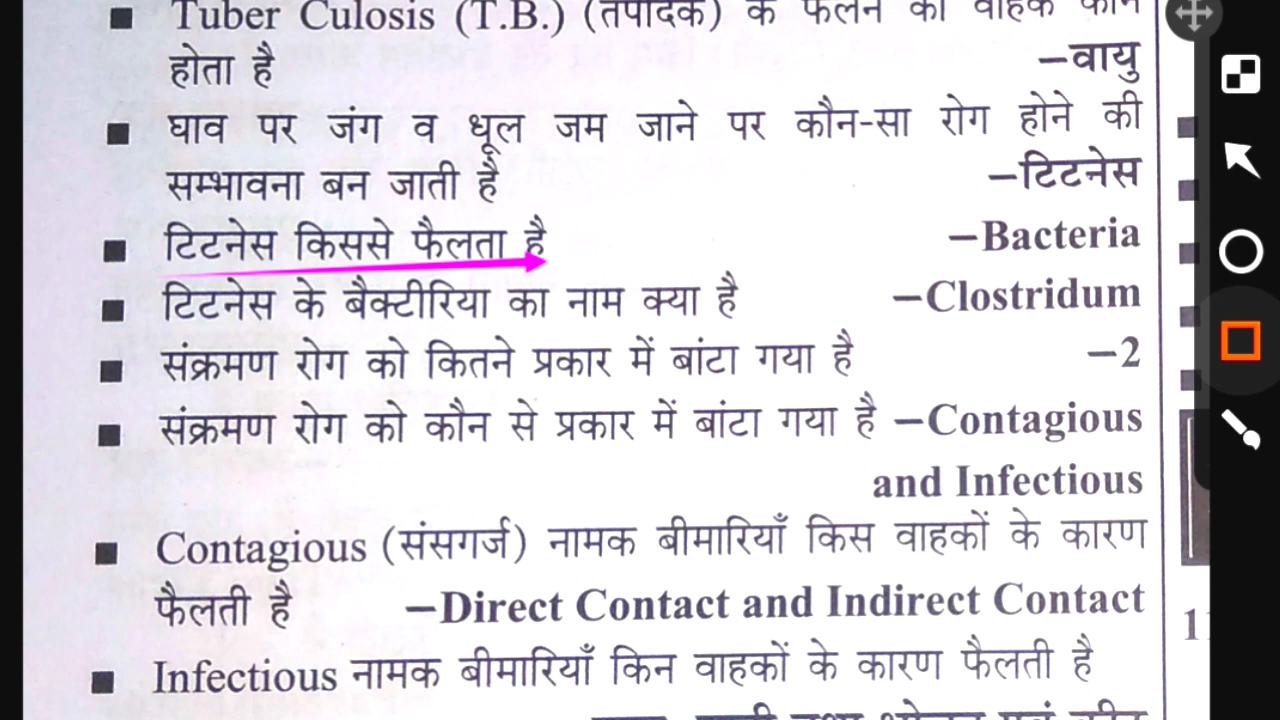 Tuber Culosis (T.B.) (तपेदिक) के फैलने का वाहक कौन
होता है –वायु
घाव पर जंग व धूल जम जाने पर कौन-सा रोग होने की
सम्भावना बन जाती है –टिटनेस
टिटनेस किससे फैलता है –Bacteria
टिटनेस के बैक्टीरिया का नाम क्या है –Clostridum
संक्रमण रोग को कितने प्रकार में बांटा गया है –2
संक्रमण रोग को कौन से प्रकार में बांटा गया है –Contagious
and Infectious
Contagious (संसगर्ज) नामक बीमारियाँ किस वाहकों के कारण
फैलती है –Direct Contact and Indirect Contact
Infectious नामक बीमारियाँ किन वाहकों के कारण फैलती है